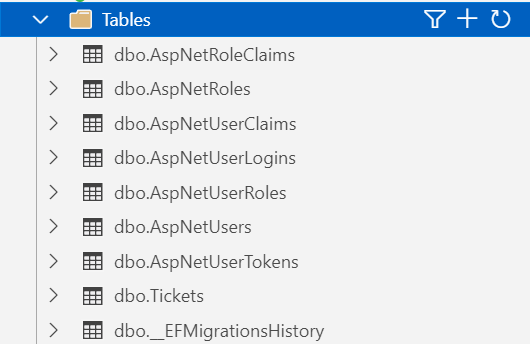 Tables
dbo.AspNetRoleClaims
dbo.AspNetRoles
dbo.AspNetUserClaims
dbo.AspNetUserLogins
dbo.AspNetUserRoles
dbo.AspNetUsers
dbo.AspNetUserTokens
dbo.Tickets
dbo.__EFMigrationsHistory